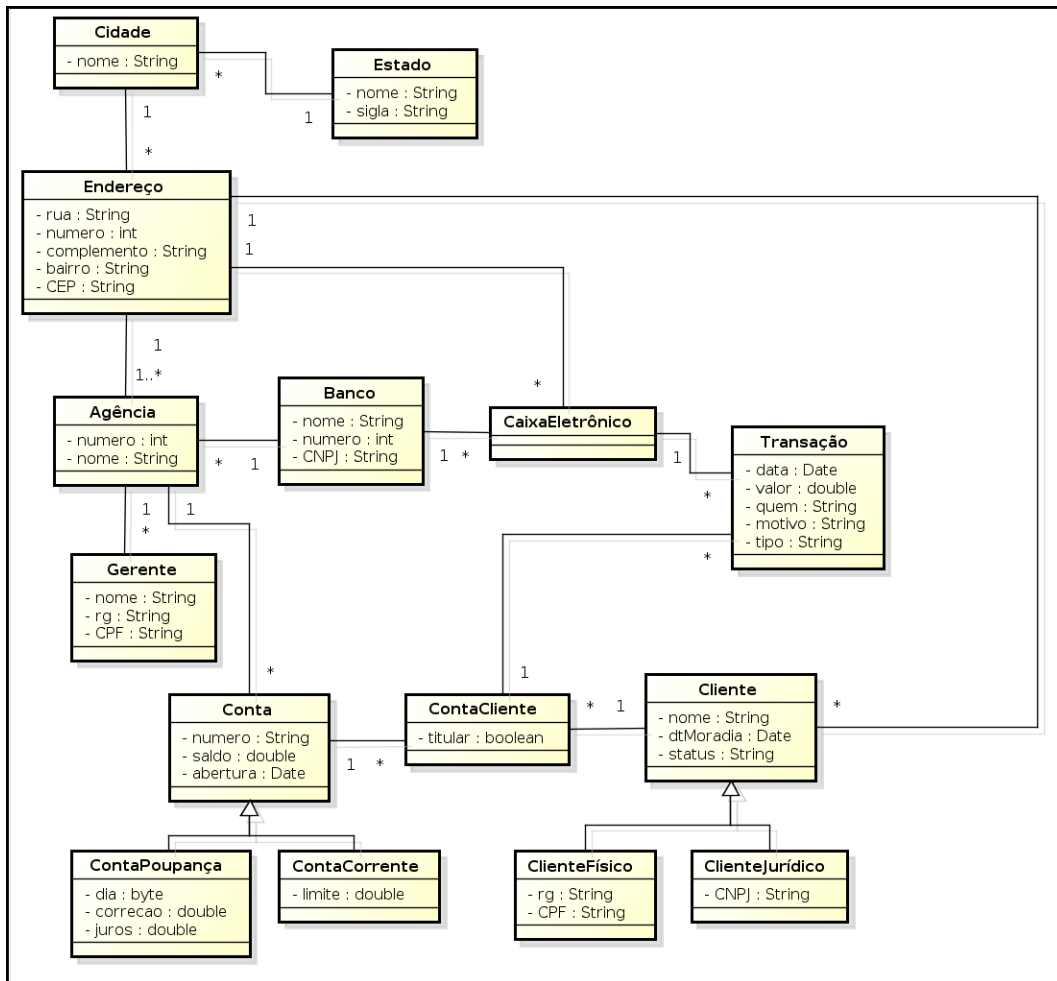 Cidade
- nome : String
*
1
Estado
- nome : String
- sigla : String
1
*
Endereço
- rua : String
- numero : int
- complemento : String
- bairro : String
- CEP : String
1
1
1
1..*
*
Agência
- numero : int
- nome : String
*
1
Banco
- nome : String
- numero : int
- CNPJ : String
1
*
CaixaEletrônico
1
*
Transação
- data : Date
- valor : double
- quem : String
- motivo : String
- tipo : String
*
1
*
1
Gerente
- nome : String
- rg : String
- CPF : String
*
1
Conta
- numero : String
- saldo : double
- abertura : Date
1
*
ContaCliente
- titular : boolean
*
1
Cliente
- nome : String
- dtMoradia : Date
- status : String
*
ContaPoupança
- dia : byte
- correcao : double
- juros : double
ContaCorrente
- limite : double
ClienteFísico
- rg : String
- CPF : String
ClienteJurídico
- CNPJ : String